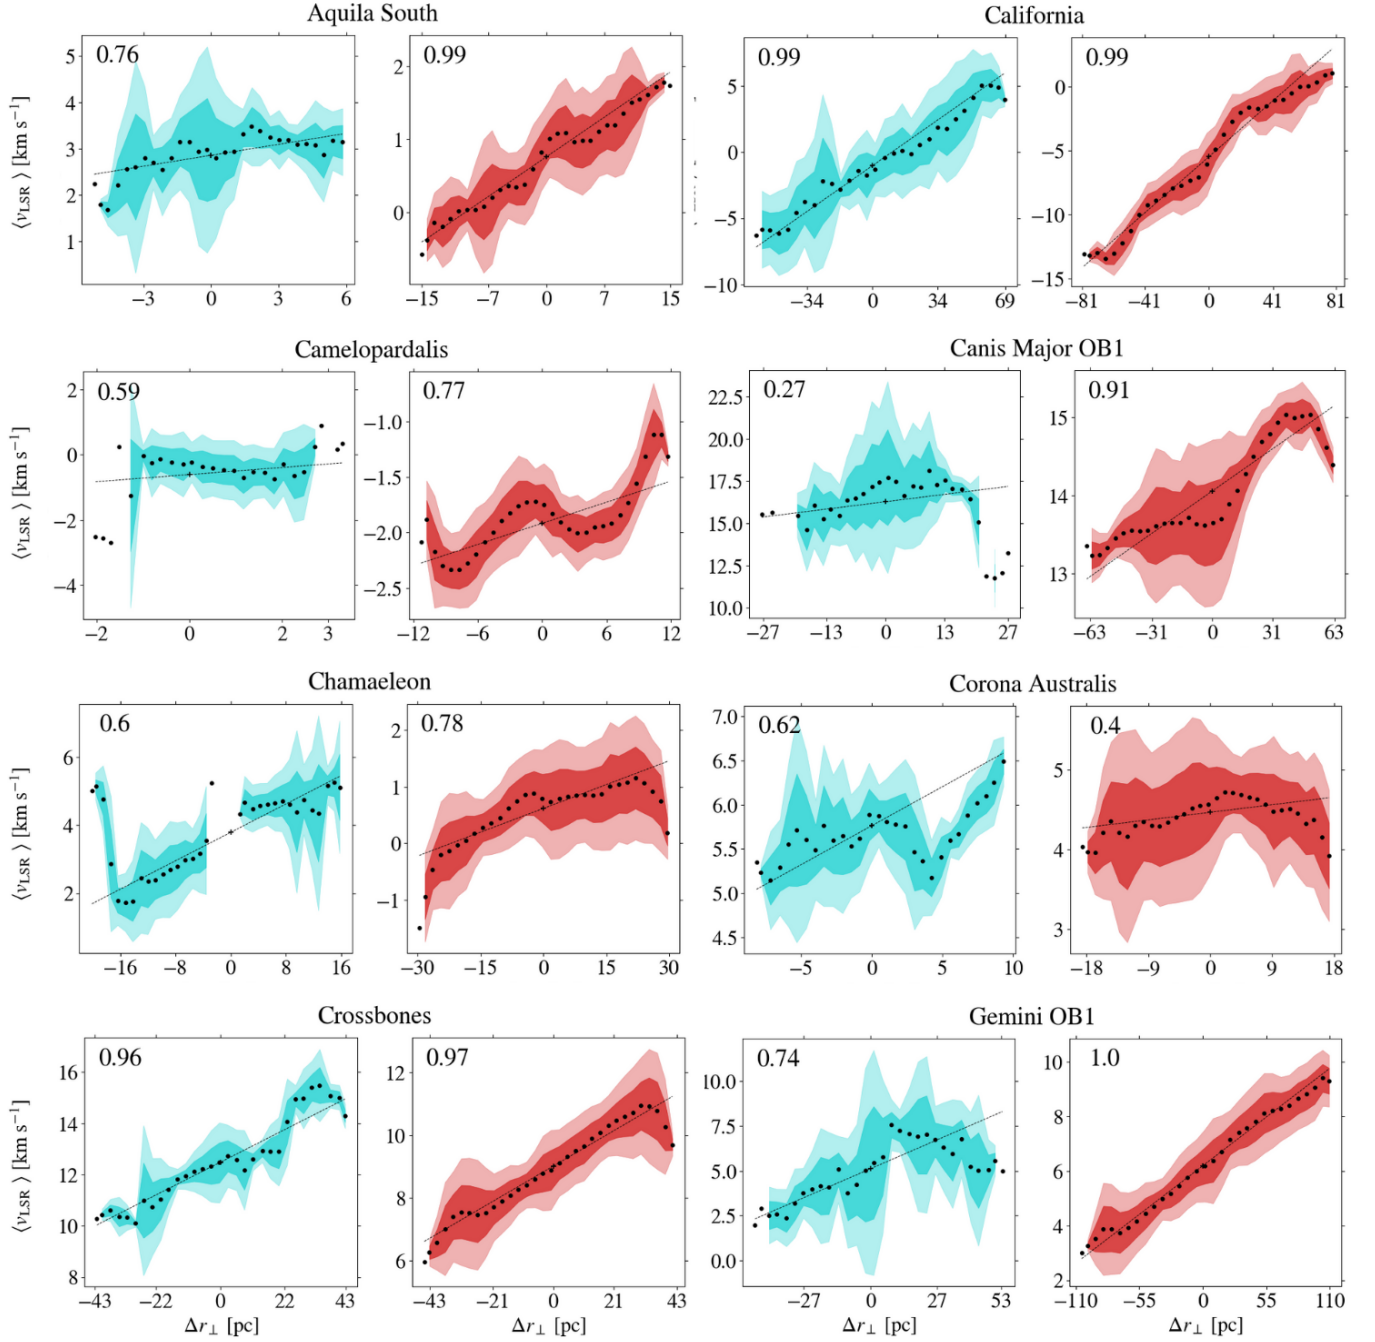 Aquila South
California
0.76
0.99
0.99
0.99
5
4
3
2
1
2
1
0
5
0
−5
−10
0
−5
−10
−15
⟨vLSR⟩ [km s−1]
−3 0 3 6
−15 −7 0 7 15
−34 0 34 69
−81 −41 0 41 81
Camelopardalis
Canis Major OB1
0.59
0.77
0.27
0.91
2
0
−2
−4
−1.0
−1.5
−2.0
−2.5
22.5
20.0
17.5
15.0
12.5
10.0
15
14
13
⟨vLSR⟩ [km s−1]
−2 0 2 3
−12 −6 0 6 12
−27 −13 0 13 27
−63 −31 0 31 63
Chamaeleon
Corona Australis
0.6
0.78
0.62
0.4
6
4
2
2
1
0
−1
7.0
6.5
6.0
5.5
5.0
4.5
5
4
3
⟨vLSR⟩ [km s−1]
−16 −8 0 8 16
−30 −15 0 15 30
−5 0 5 10
−18 −9 0 9 18
Crossbones
Gemini OB1
0.96
0.97
0.74
1.0
16
14
12
10
8
12
10
8
6
10.0
7.5
5.0
2.5
0.0
10
8
6
4
2
⟨vLSR⟩ [km s−1]
−43 −22 0 22 43
−43 −21 0 21 43
−27 0 27 53
−110 −55 0 55 110
Δr⊥ [pc]
Δr⊥ [pc]
Δr⊥ [pc]
Δr⊥ [pc]